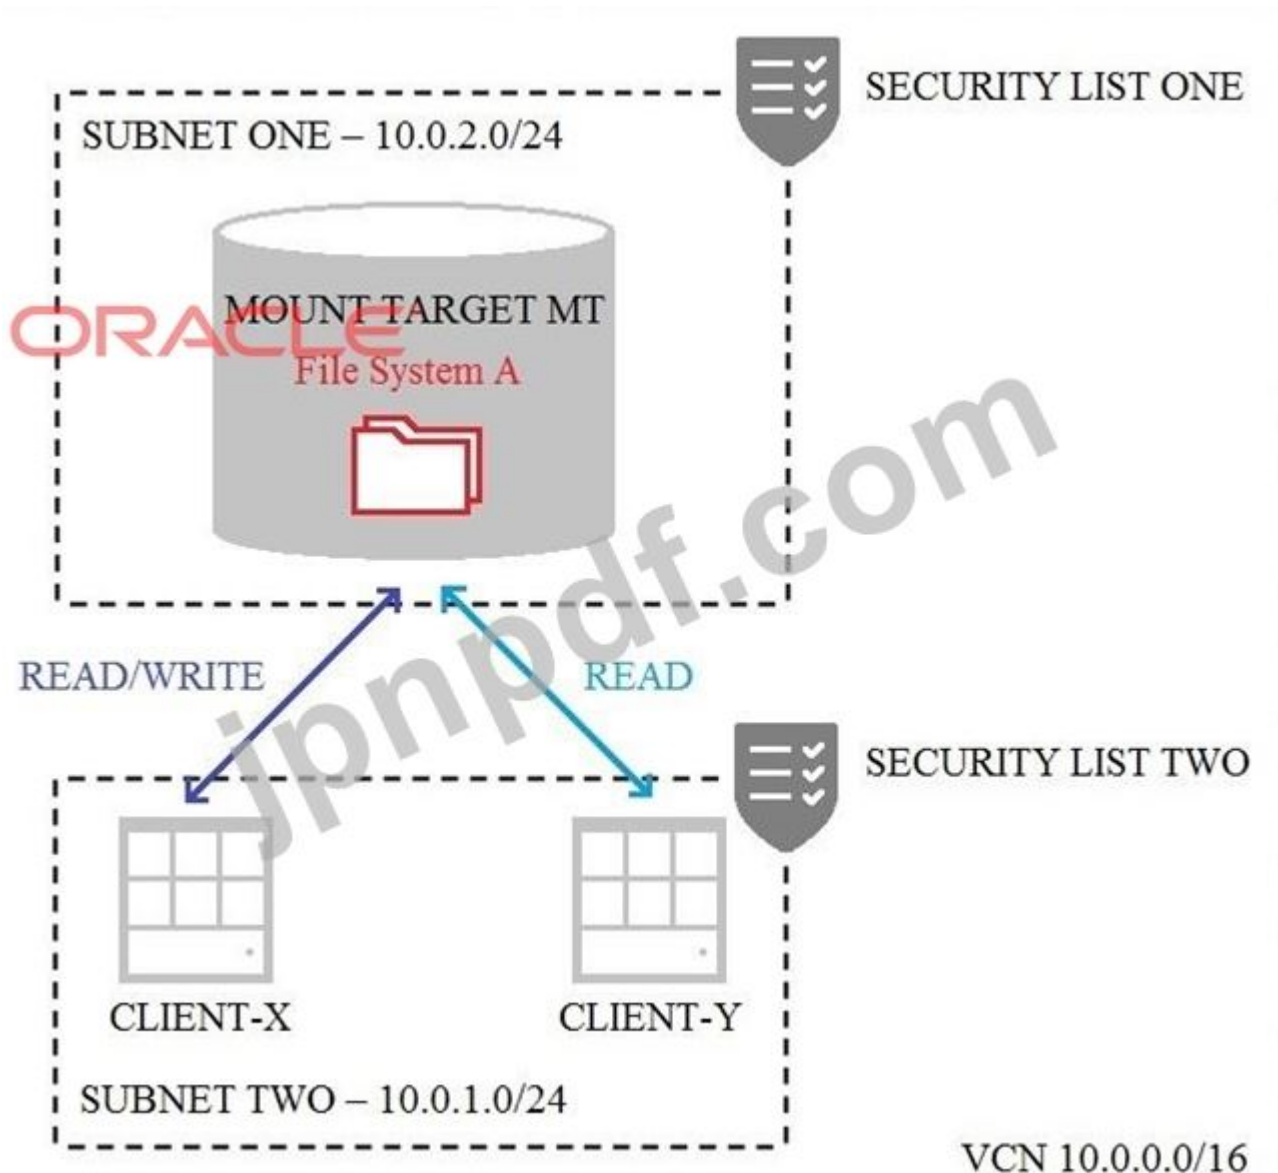 SECURITY LIST ONE
SUBNET ONE – 10.0.2.0/24
MOUNT TARGET MT
ORACLE
File System A
READ/WRITE
READ
jpnpdf.com
SECURITY LIST TWO
CLIENT-X
CLIENT-Y
SUBNET TWO – 10.0.1.0/24
VCN 10.0.0.0/16